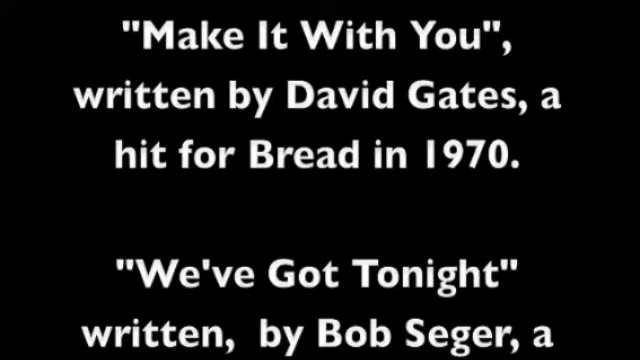 "Make It With You",
written by David Gates, a
hit for Bread in 1970.
"We've Got Tonight"
written,  by Bob Seger, a